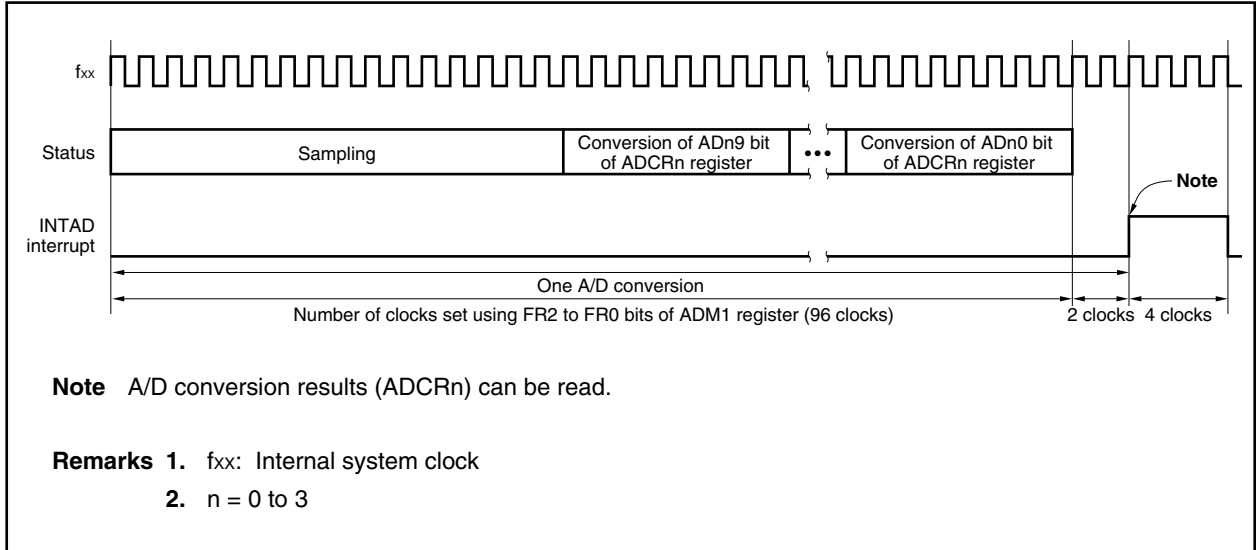 fxx
Status
Sampling
Conversion of ADn9 bit
of ADCRn register
•••
Conversion of ADn0 bit
of ADCRn register
Note
INTAD
interrupt
One A/D conversion
Number of clocks set using FR2 to FR0 bits of ADM1 register (96 clocks)
2 clocks
4 clocks
Note A/D conversion results (ADCRn) can be read.
Remarks 1. fxx: Internal system clock
2. n = 0 to 3